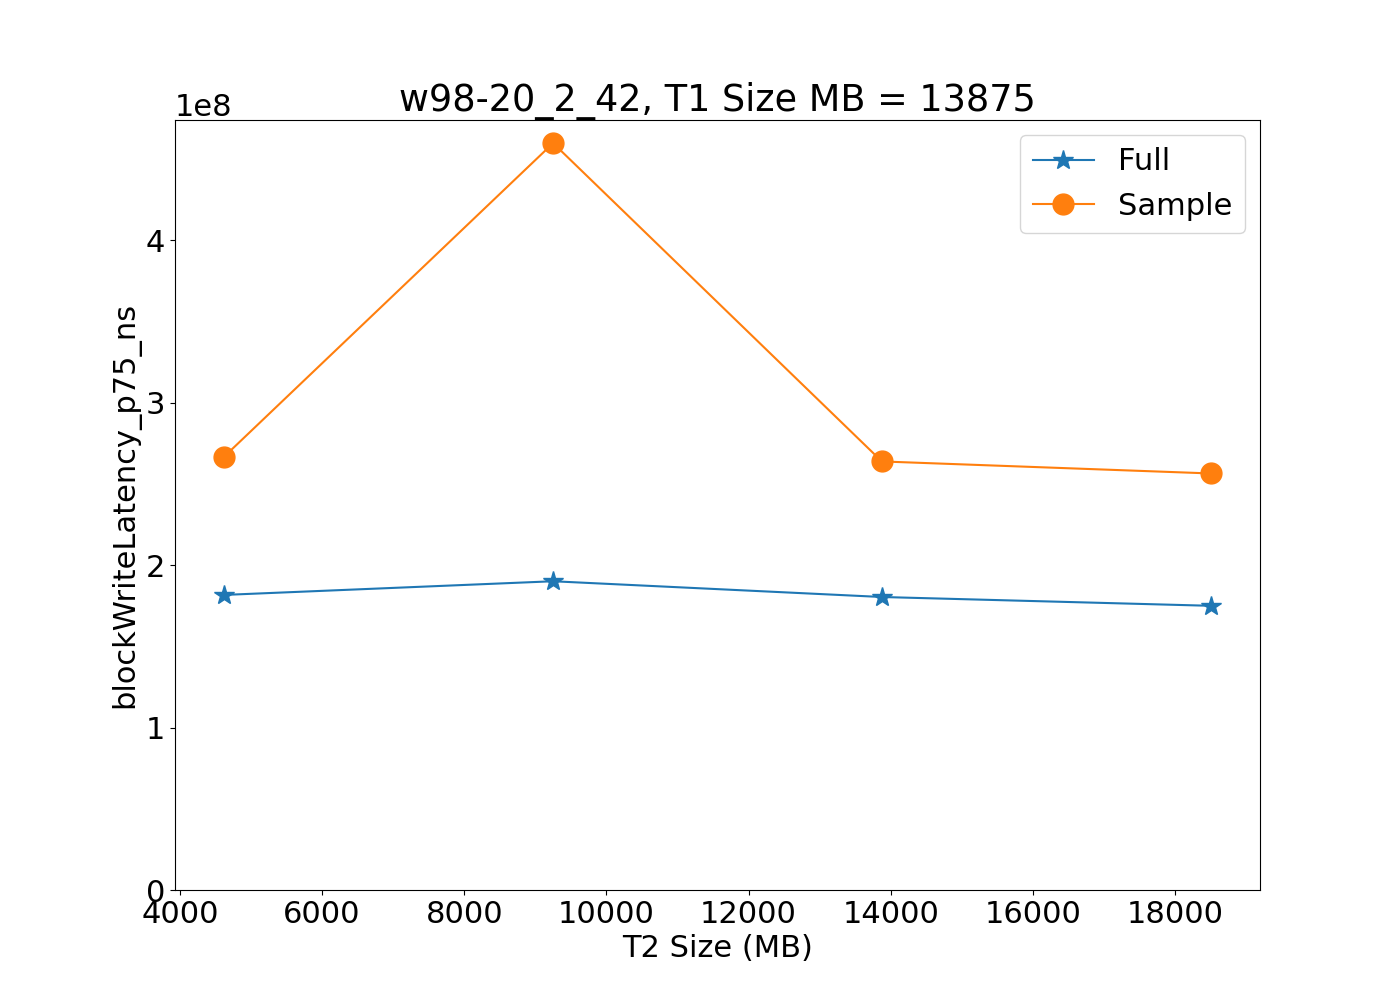 w98-20_2_42, T1 Size MB = 13875
1e8
Full
Sample
4
3
2
1
0
blockWriteLatency_p75_ns
4000 6000 8000 10000 12000 14000 16000 18000
T2 Size (MB)